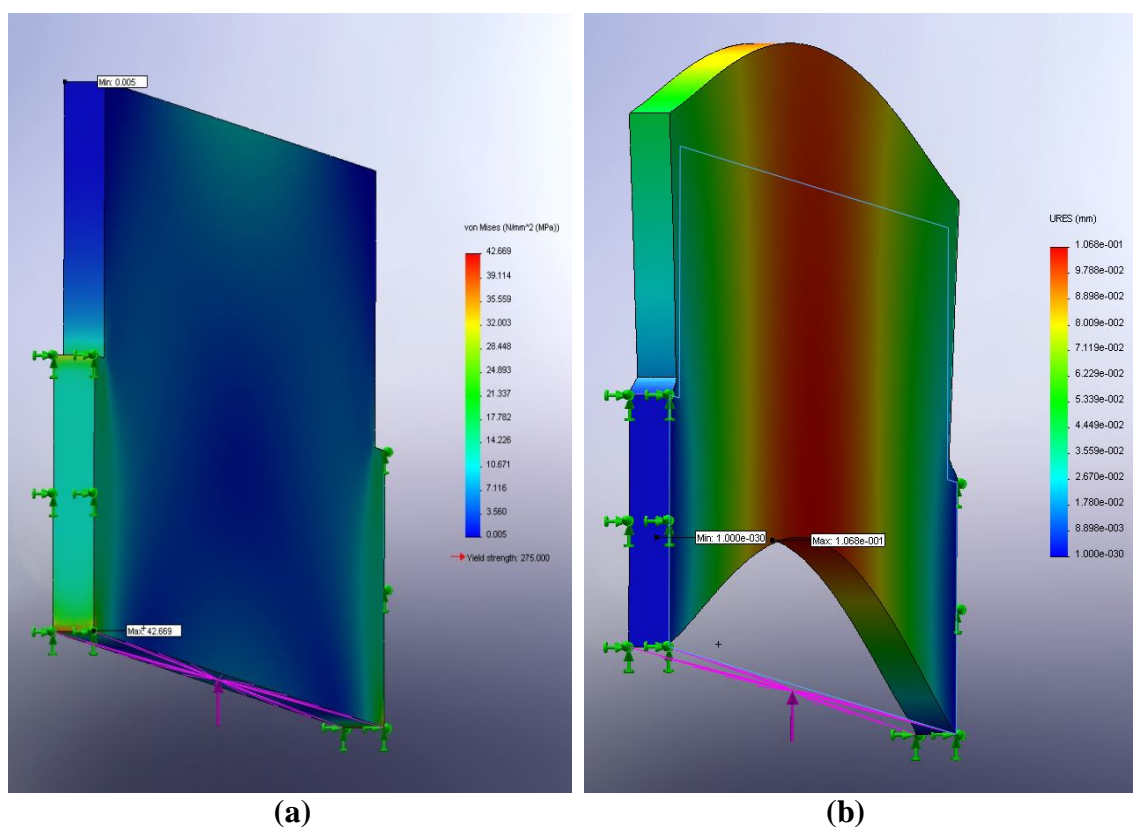 Min: 0.005
von Mises (N/mm^2 (MPa))
42.669
39.114
35.559
32.003
28.448
24.893
21.337
17.782
14.226
10.671
7.116
3.560
0.005
Yield strength: 275.000
Max: 42.669
(a)
URES (mm)
1.068e-001
9.788e-002
8.898e-002
8.009e-002
7.119e-002
6.229e-002
5.339e-002
4.449e-002
3.559e-002
2.670e-002
1.780e-002
8.898e-003
1.000e-030
Min: 1.000e-030
Max: 1.068e-001
(b)